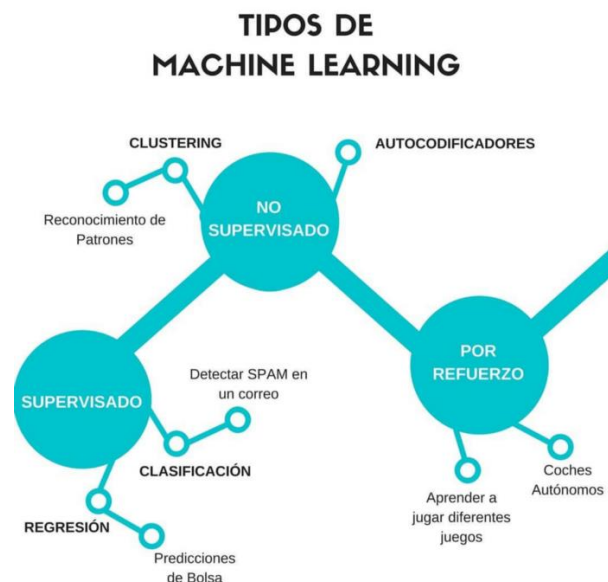 TIPOS DE
MACHINE LEARNING
CLUSTERING
AUTOCODIFICADORES
Reconocimiento de
Patrones
NO
SUPERVISADO
POR
REFUERZO
SUPERVISADO
Detectar SPAM en
un correo
CLASIFICACIÓN
REGRESIÓN
Predicciones
de Bolsa
Aprender a
jugar diferentes
juegos
Coches
Autónomos